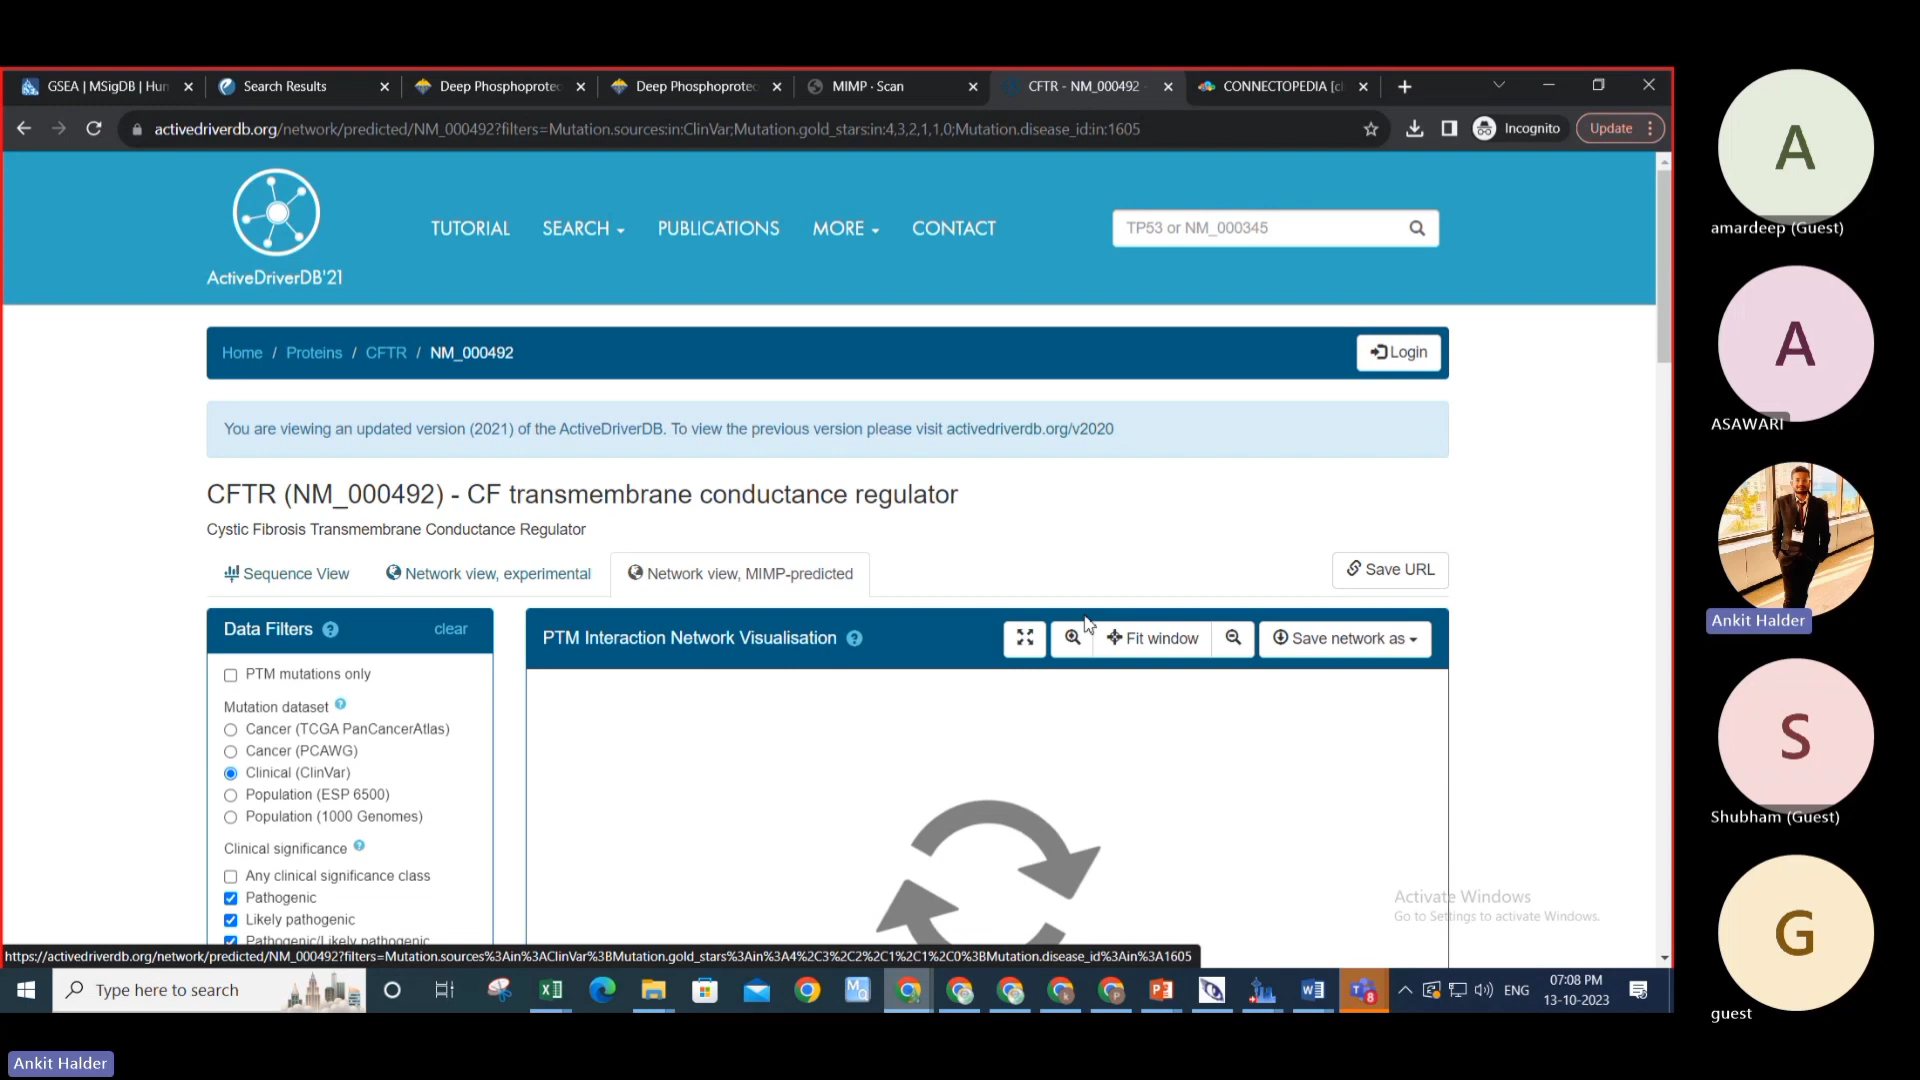 GSEA | MSigDB | Hun
Search Results
Deep Phosphoprote
Deep Phosphoprote
MIMP · Scan
CFTR - NM_000492
CONNECTOPEDIA [cl
activedriverdb.org/network/predicted/NM_000492?filters=Mutation.sources:in:ClinVar;Mutation.gold_stars:in:4,3,2,1,1,0;Mutation.disease_id:in:1605
Incognito
Update
ActiveDriverDB'21
TUTORIAL
SEARCH
PUBLICATIONS
MORE
CONTACT
TP53 or NM_000345
Home / Proteins / CFTR / NM_000492
Login
You are viewing an updated version (2021) of the ActiveDriverDB. To view the previous version please visit activedriverdb.org/v2020
CFTR (NM_000492) - CF transmembrane conductance regulator
Cystic Fibrosis Transmembrane Conductance Regulator
Sequence View
Network view, experimental
Network view, MIMP-predicted
Save URL
Data Filters
clear
PTM mutations only
Mutation dataset
Cancer (TCGA PanCancerAtlas)
Cancer (PCAWG)
Clinical (ClinVar)
Population (ESP 6500)
Population (1000 Genomes)
Clinical significance
Any clinical significance class
Pathogenic
Likely pathogenic
Pathogenic/Likely pathogenic
PTM Interaction Network Visualisation
Fit window
Save network as
Activate Windows
Go to Settings to activate Windows.
https://activedriverdb.org/network/predicted/NM_000492?filters=Mutation.sources%3Ain%3AClinVar%3BMutation.gold_stars%3Ain%3A4%2C3%2C2%2C1%2C1%2C0%3BMutation.disease_id%3Ain%3A1605
Type here to search
ENG
07:08 PM
13-10-2023
A
amardeep (Guest)
A
ASAWARI
Ankit Halder
S
Shubham (Guest)
G
guest
Ankit Halder